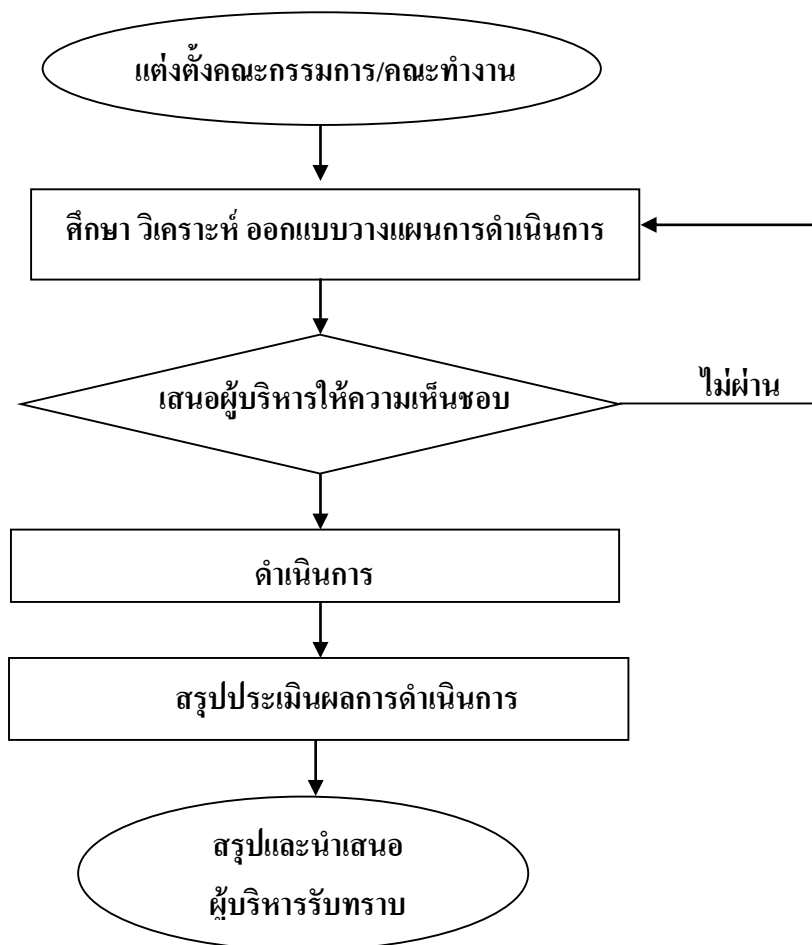 แต่งตั้งคณะกรรมการ/คณะทำงาน
ศึกษา วิเคราะห์ ออกแบบวางแผนการดำเนินการ
เสนอผู้บริหารให้ความเห็นชอบ
ไม่ผ่าน
ดำเนินการ
สรุปประเมินผลการดำเนินการ
สรุปและนำเสนอ
ผู้บริหารรับทราบ